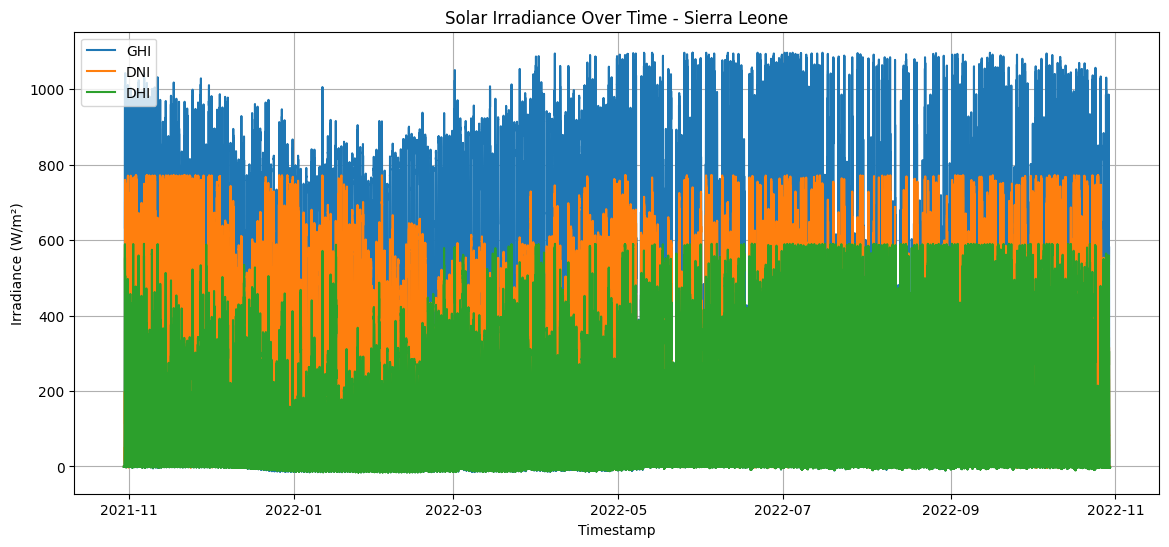 Solar Irradiance Over Time - Sierra Leone
GHI
DNI
DHI
1000
800
600
400
200
0
Irradiance (W/m²)
2021-11
2022-01
2022-03
2022-05
2022-07
2022-09
2022-11
Timestamp